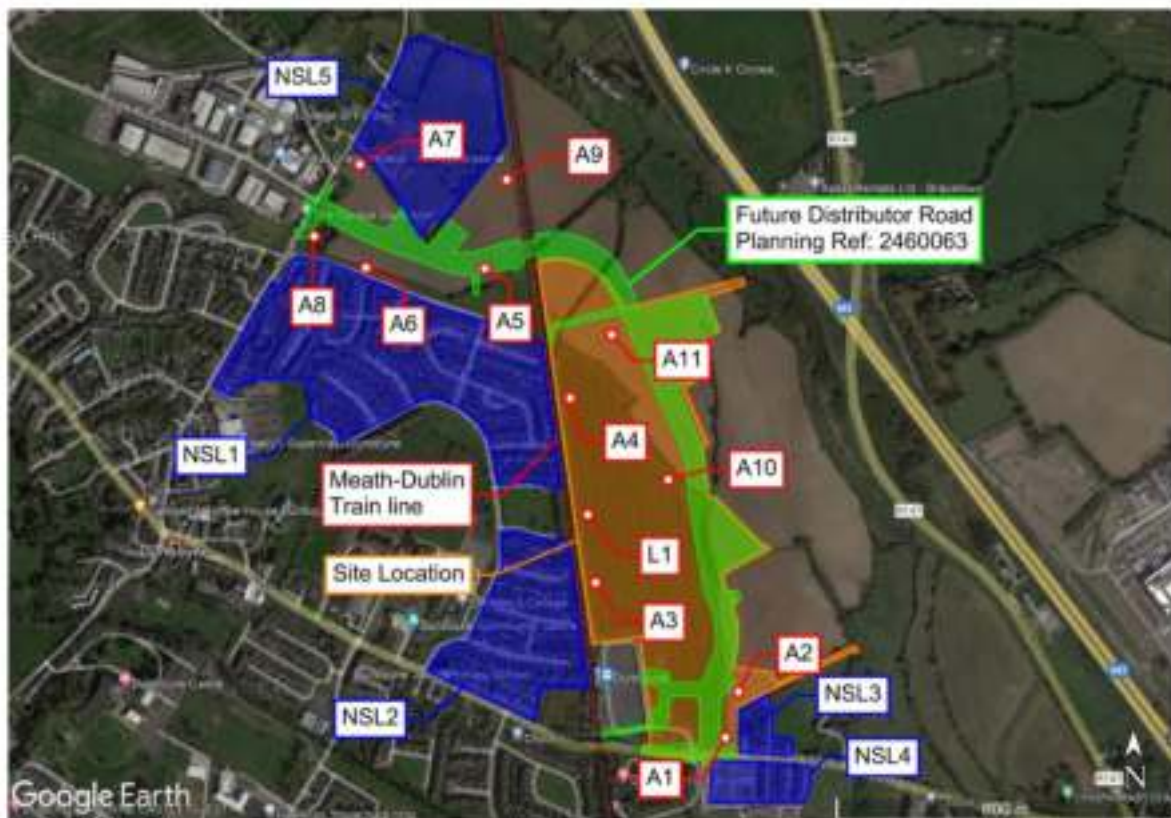 NSL5
A7
A9
Future Distributor Road
Planning Ref: 2460063
A8
A6
A5
A11
NSL1
A4
A10
Meath-Dublin
Train line
Site Location
L1
A3
A2
NSL3
NSL2
NSL4
A1
N
Google Earth